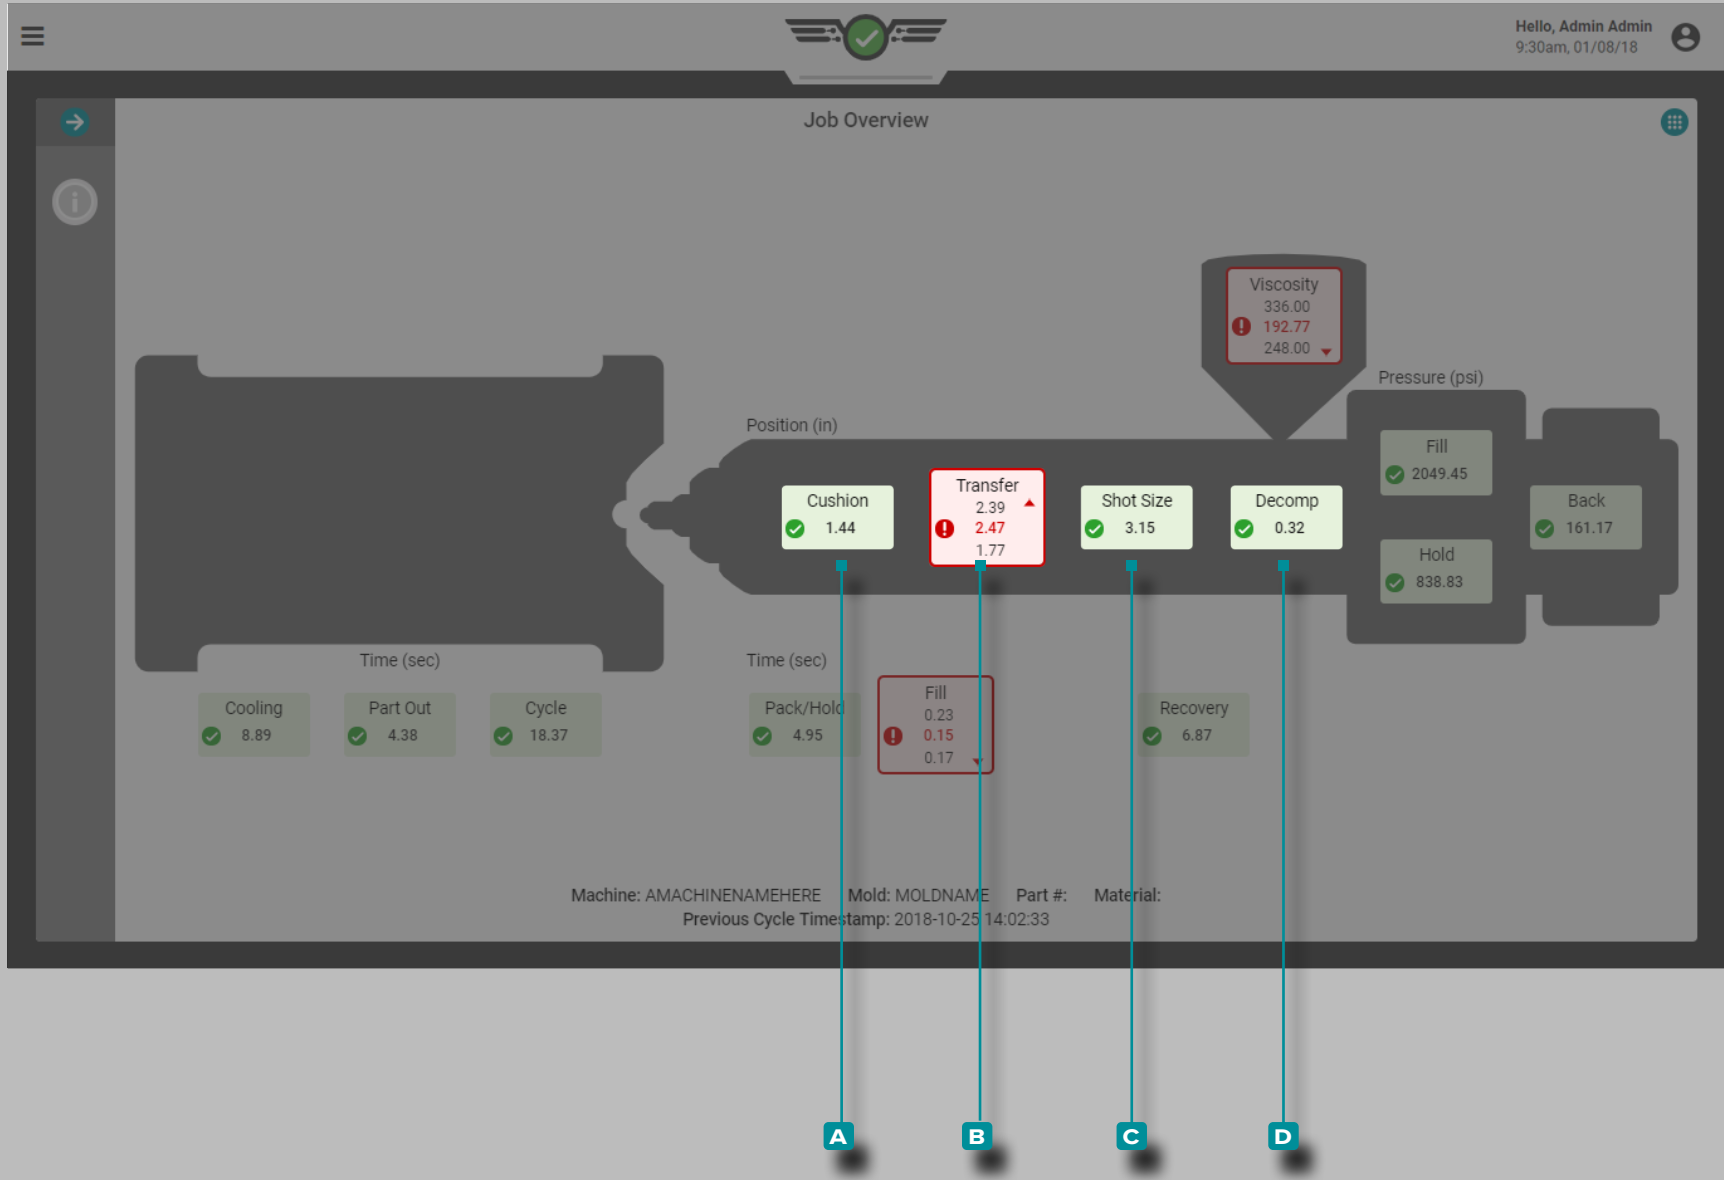 Hello, Admin Admin
9:30am, 01/08/18
Job Overview
Viscosity
336.00
192.77
248.00
Pressure (psi)
Position (in)
Fill
2049.45
Cushion
1.44
Transfer
2.39
2.47
1.77
Shot Size
3.15
Decomp
0.32
Back
161.17
Hold
838.83
Time (sec)
Time (sec)
Cooling
8.89
Part Out
4.38
Cycle
18.37
Pack/Hold
4.95
Fill
0.23
0.15
0.17
Recovery
6.87
Machine: AMACHINENAMEHERE Mold: MOLDNAME Part #: Material:
Previous Cycle Timestamp: 2018-10-25 14:02:33
A B C D